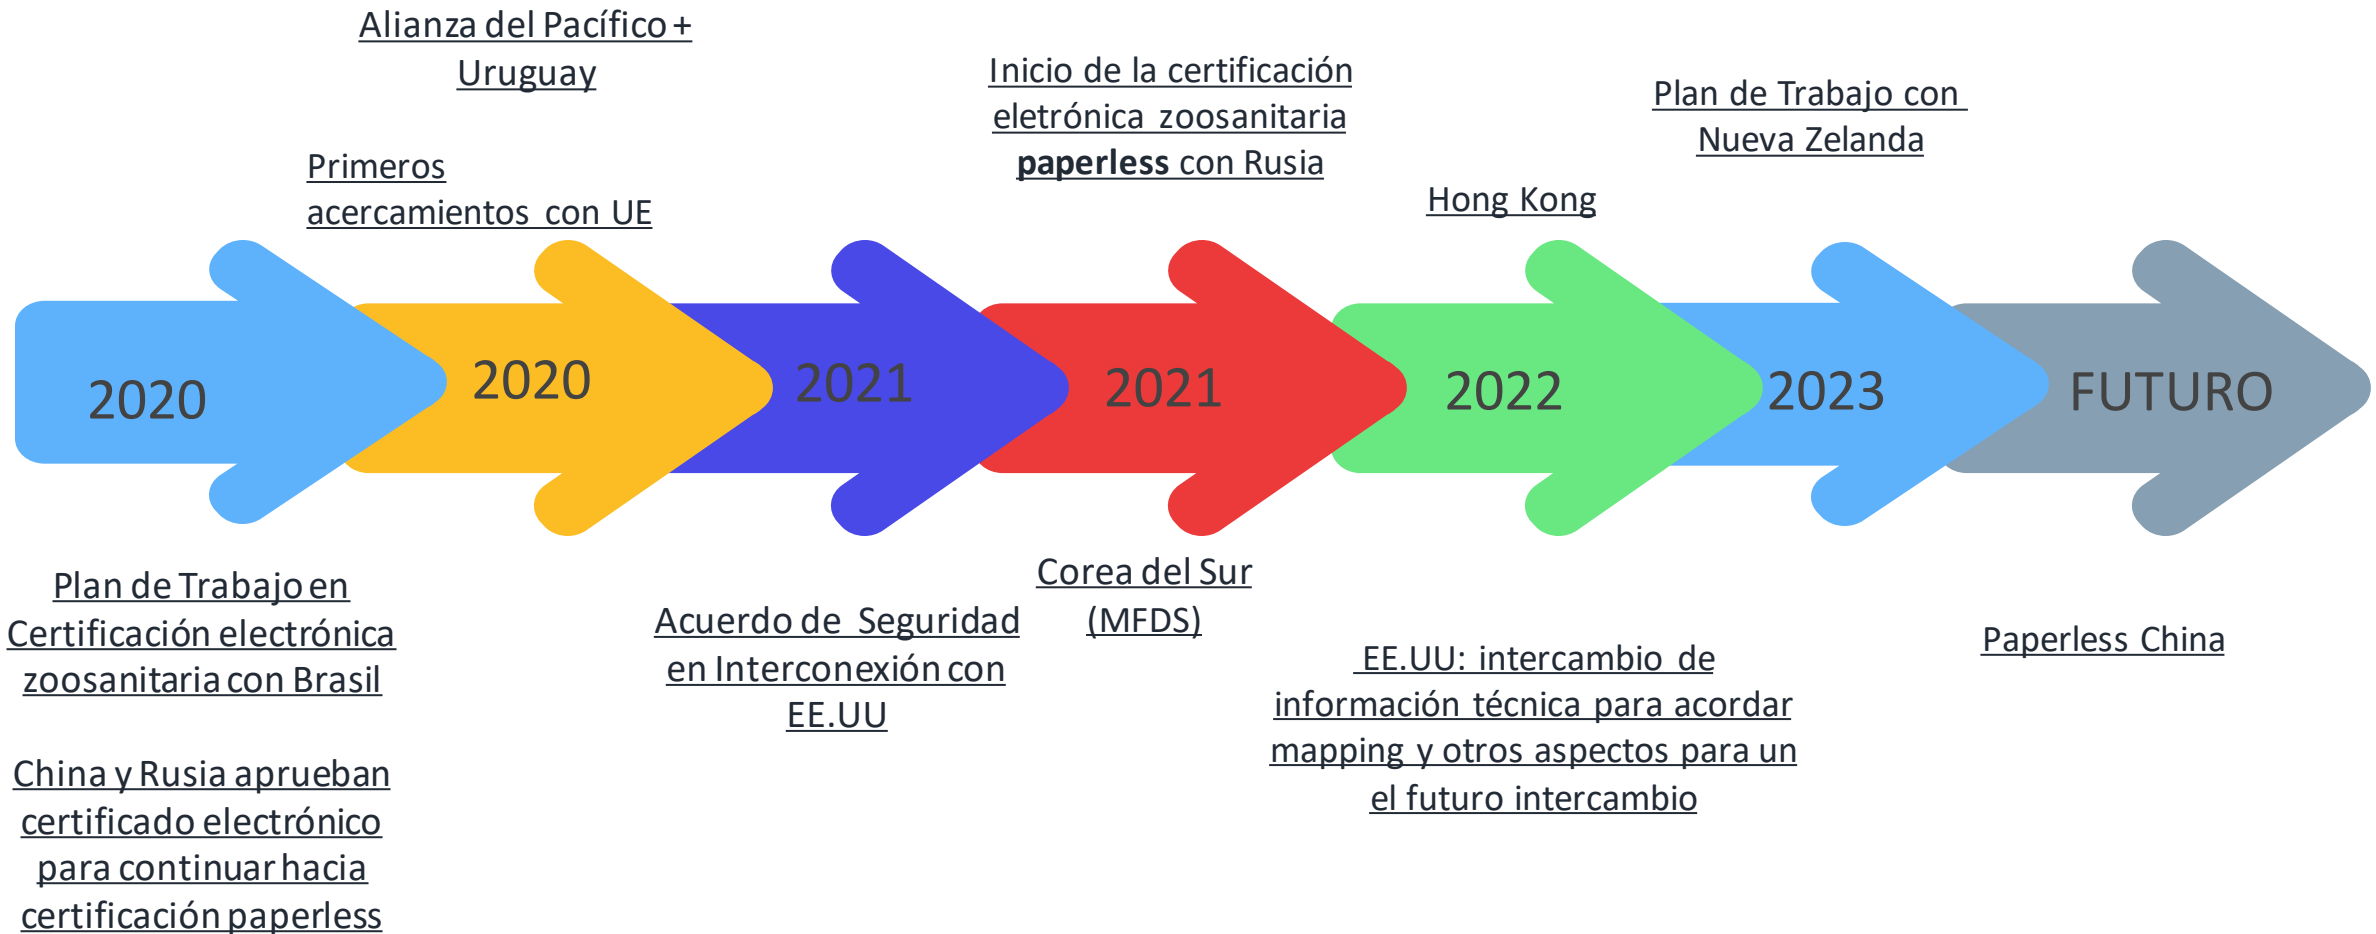 Alianza del Pacífico +
Uruguay
Primeros
acercamientos con UE
Inicio de la certificación
eletrónica zoosanitaria
paperless con Rusia
Hong Kong
Plan de Trabajo con
Nueva Zelanda
2020
2020
2021
2021
2022
2023
FUTURO
Plan de Trabajo en
Certificación electrónica
zoosanitaria con Brasil
China y Rusia aprueban
certificado electrónico
para continuar hacia
certificación paperless
Acuerdo de Seguridad
en Interconexión con
EE.UU
Corea del Sur
(MFDS)
EE.UU: intercambio de
información técnica para acordar
mapping y otros aspectos para un
el futuro intercambio
Paperless China